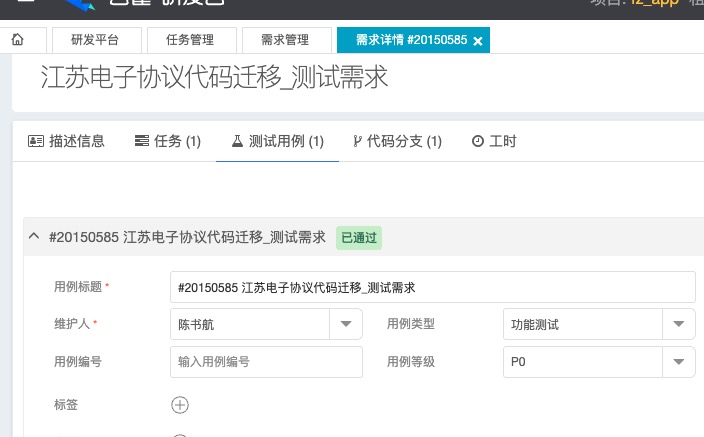 项目: lz_app
研发平台
任务管理
需求管理
需求详情 #20150585
江苏电子协议代码迁移_测试需求
描述信息
任务 (1)
测试用例 (1)
代码分支 (1)
工时
#20150585 江苏电子协议代码迁移_测试需求
已通过
用例标题 *
#20150585 江苏电子协议代码迁移_测试需求
维护人 *
陈书航
用例类型
功能测试
用例编号
输入用例编号
用例等级
P0
标签